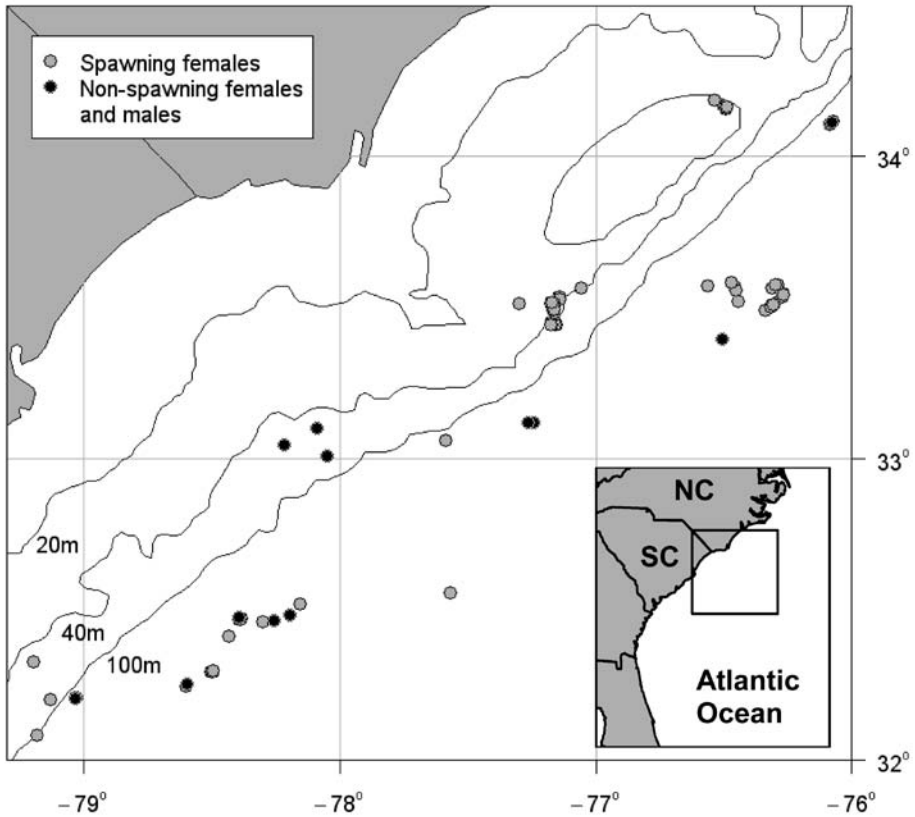 Spawning females
Non-spawning females
and males
34°
33°
32°
20m
40m
100m
NC
SC
Atlantic
Ocean
−79°
−78°
−77°
−76°